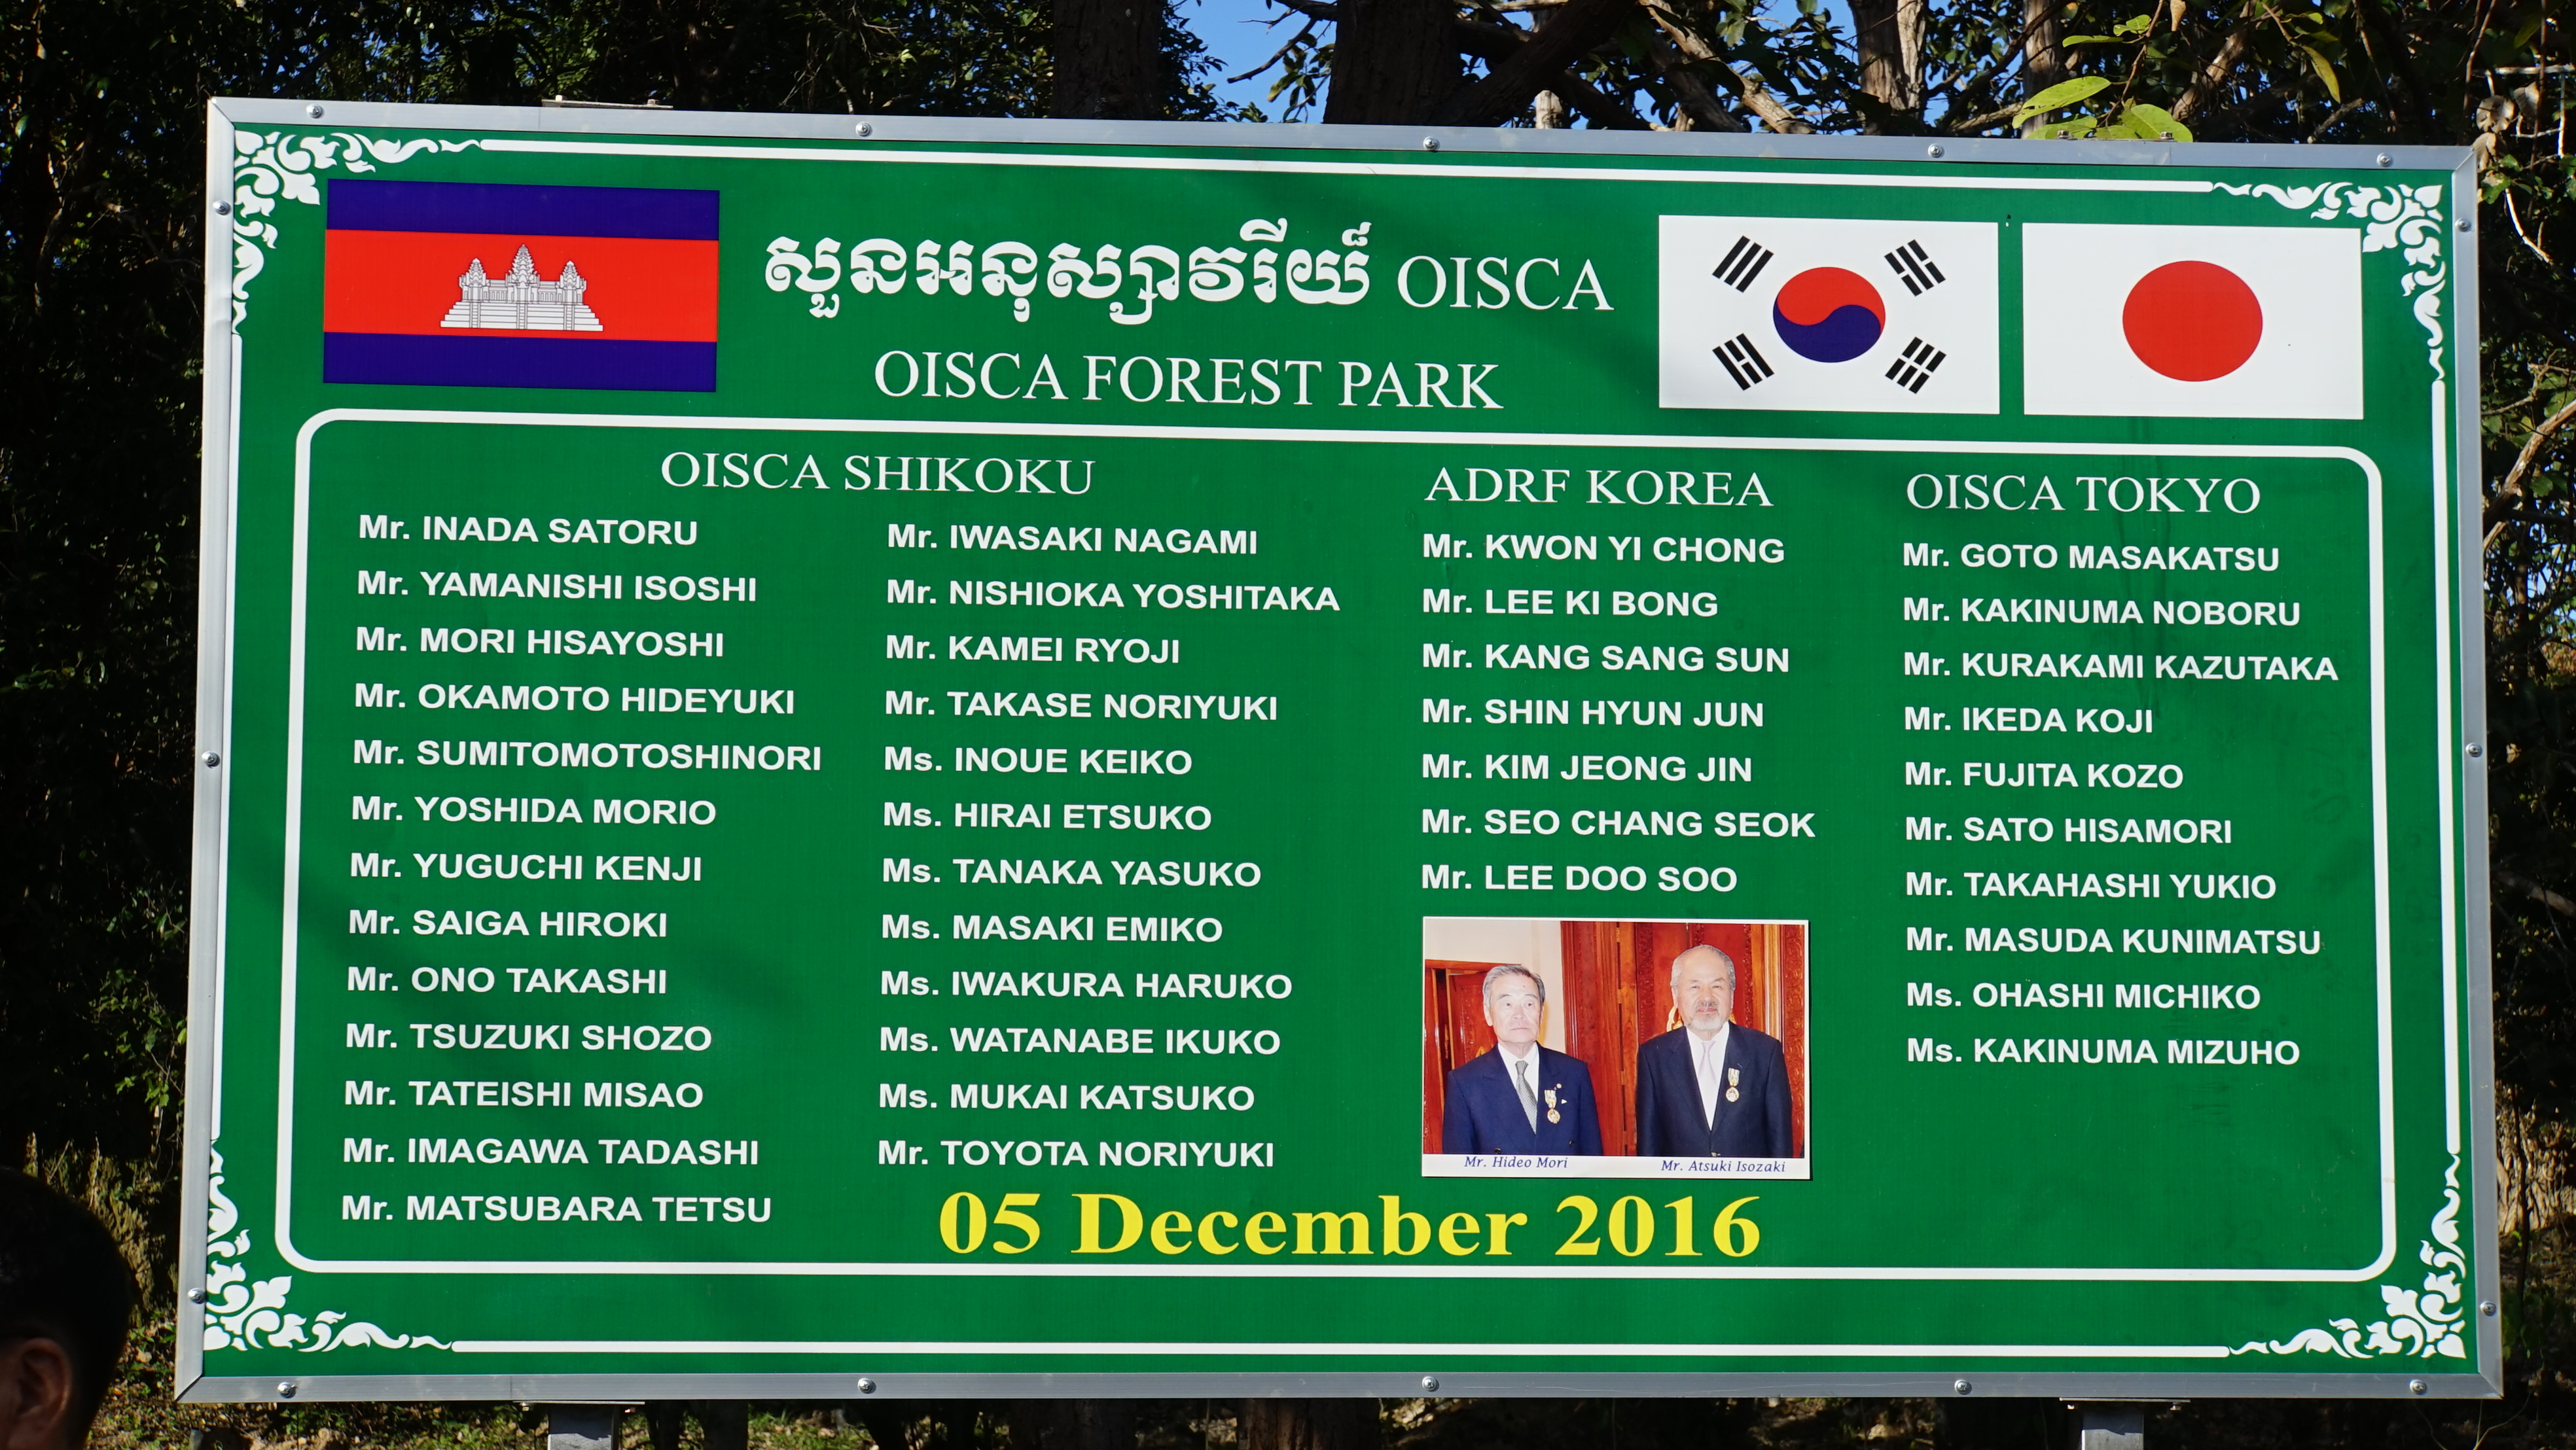 សួនអនុស្សាវរីយ៍ OISCA
OISCA FOREST PARK
OISCA SHIKOKU
Mr. INADA SATORU
Mr. YAMANISHI ISOSHI
Mr. MORI HISAYOSHI
Mr. OKAMOTO HIDEYUKI
Mr. SUMITOMOTOSHINORI
Mr. YOSHIDA MORIO
Mr. YUGUCHI KENJI
Mr. SAIGA HIROKI
Mr. ONO TAKASHI
Mr. TSUZUKI SHOZO
Mr. TATEISHI MISAO
Mr. IMAGAWA TADASHI
Mr. MATSUBARA TETSU
Mr. IWASAKI NAGAMI
Mr. NISHIOKA YOSHITAKA
Mr. KAMEI RYOJI
Mr. TAKASE NORIYUKI
Ms. INOUE KEIKO
Ms. HIRAI ETSUKO
Ms. TANAKA YASUKO
Ms. MASAKI EMIKO
Ms. IWAKURA HARUKO
Ms. WATANABE IKUKO
Ms. MUKAI KATSUKO
Mr. TOYOTA NORIYUKI
ADRF KOREA
Mr. KWON YI CHONG
Mr. LEE KI BONG
Mr. KANG SANG SUN
Mr. SHIN HYUN JUN
Mr. KIM JEONG JIN
Mr. SEO CHANG SEOK
Mr. LEE DOO SOO
Mr. Hideo Mori
Mr. Atsuki Isozaki
OISCA TOKYO
Mr. GOTO MASAKATSU
Mr. KAKINUMA NOBORU
Mr. KURAKAMI KAZUTAKA
Mr. IKEDA KOJI
Mr. FUJITA KOZO
Mr. SATO HISAMORI
Mr. TAKAHASHI YUKIO
Mr. MASUDA KUNIMATSU
Ms. OHASHI MICHIKO
Ms. KAKINUMA MIZUHO
05 December 2016